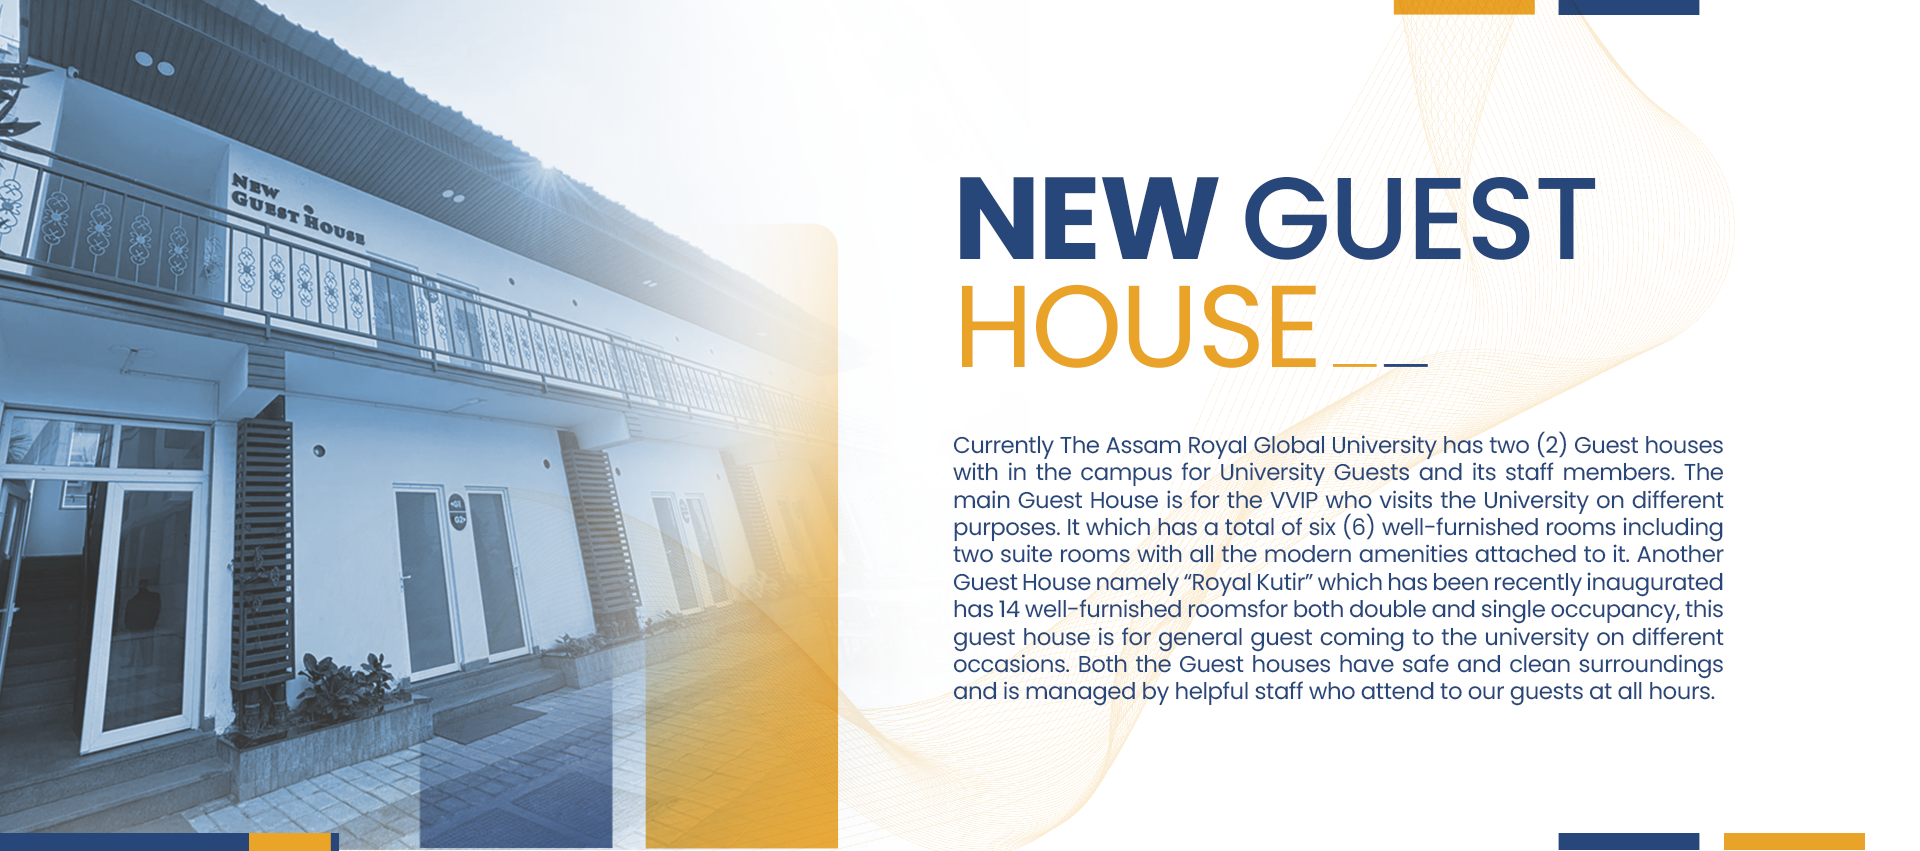 NEW
GUEST HOUSE
G1
G2
NEW GUEST
HOUSE
Currently The Assam Royal Global University has two (2) Guest houses
with in the campus for University Guests and its staff members. The
main Guest House is for the VVIP who visits the University on different
purposes. It which has a total of six (6) well-furnished rooms including
two suite rooms with all the modern amenities attached to it. Another
Guest House namely “Royal Kutir” which has been recently inaugurated
has 14 well-furnished roomsfor both double and single occupancy, this
guest house is for general guest coming to the university on different
occasions. Both the Guest houses have safe and clean surroundings
and is managed by helpful staff who attend to our guests at all hours.